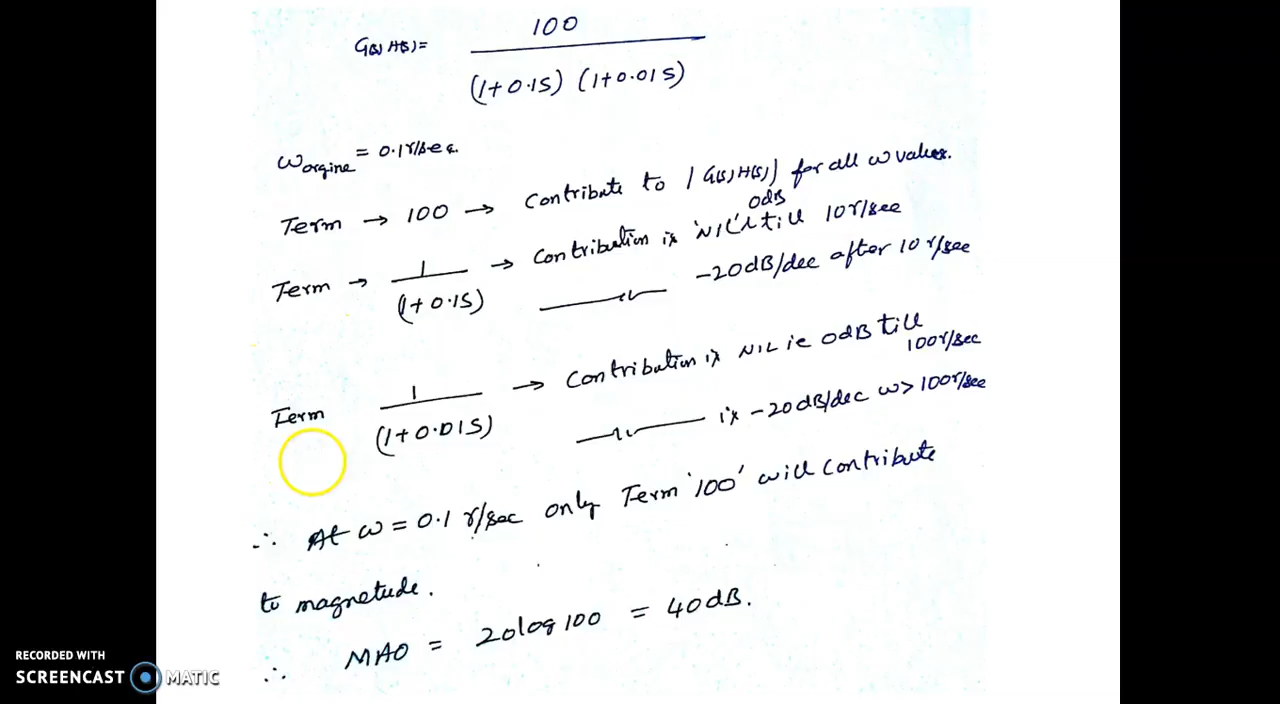 G(s) H(s) =
100
(1+0.1S) (1+0.01S)
ω orgine = 0.1 r/sec.
Term → 100 → Contribute to |G(s)H(s)| for all ω values.
0dB
Term → 1 → Contribution is 'NIL' till 10 r/sec
(1+0.1S)
-20dB/dec after 10 r/sec
Term 1 → Contribution is NIL ie 0dB till
100 r/sec
(1+0.01S)
is -20dB/dec ω > 100 r/sec
∴ At ω = 0.1 r/sec only Term '100' will contribute
to magnetude.
∴ MAO = 20log100 = 40dB.
RECORDED WITH
SCREENCAST MATIC